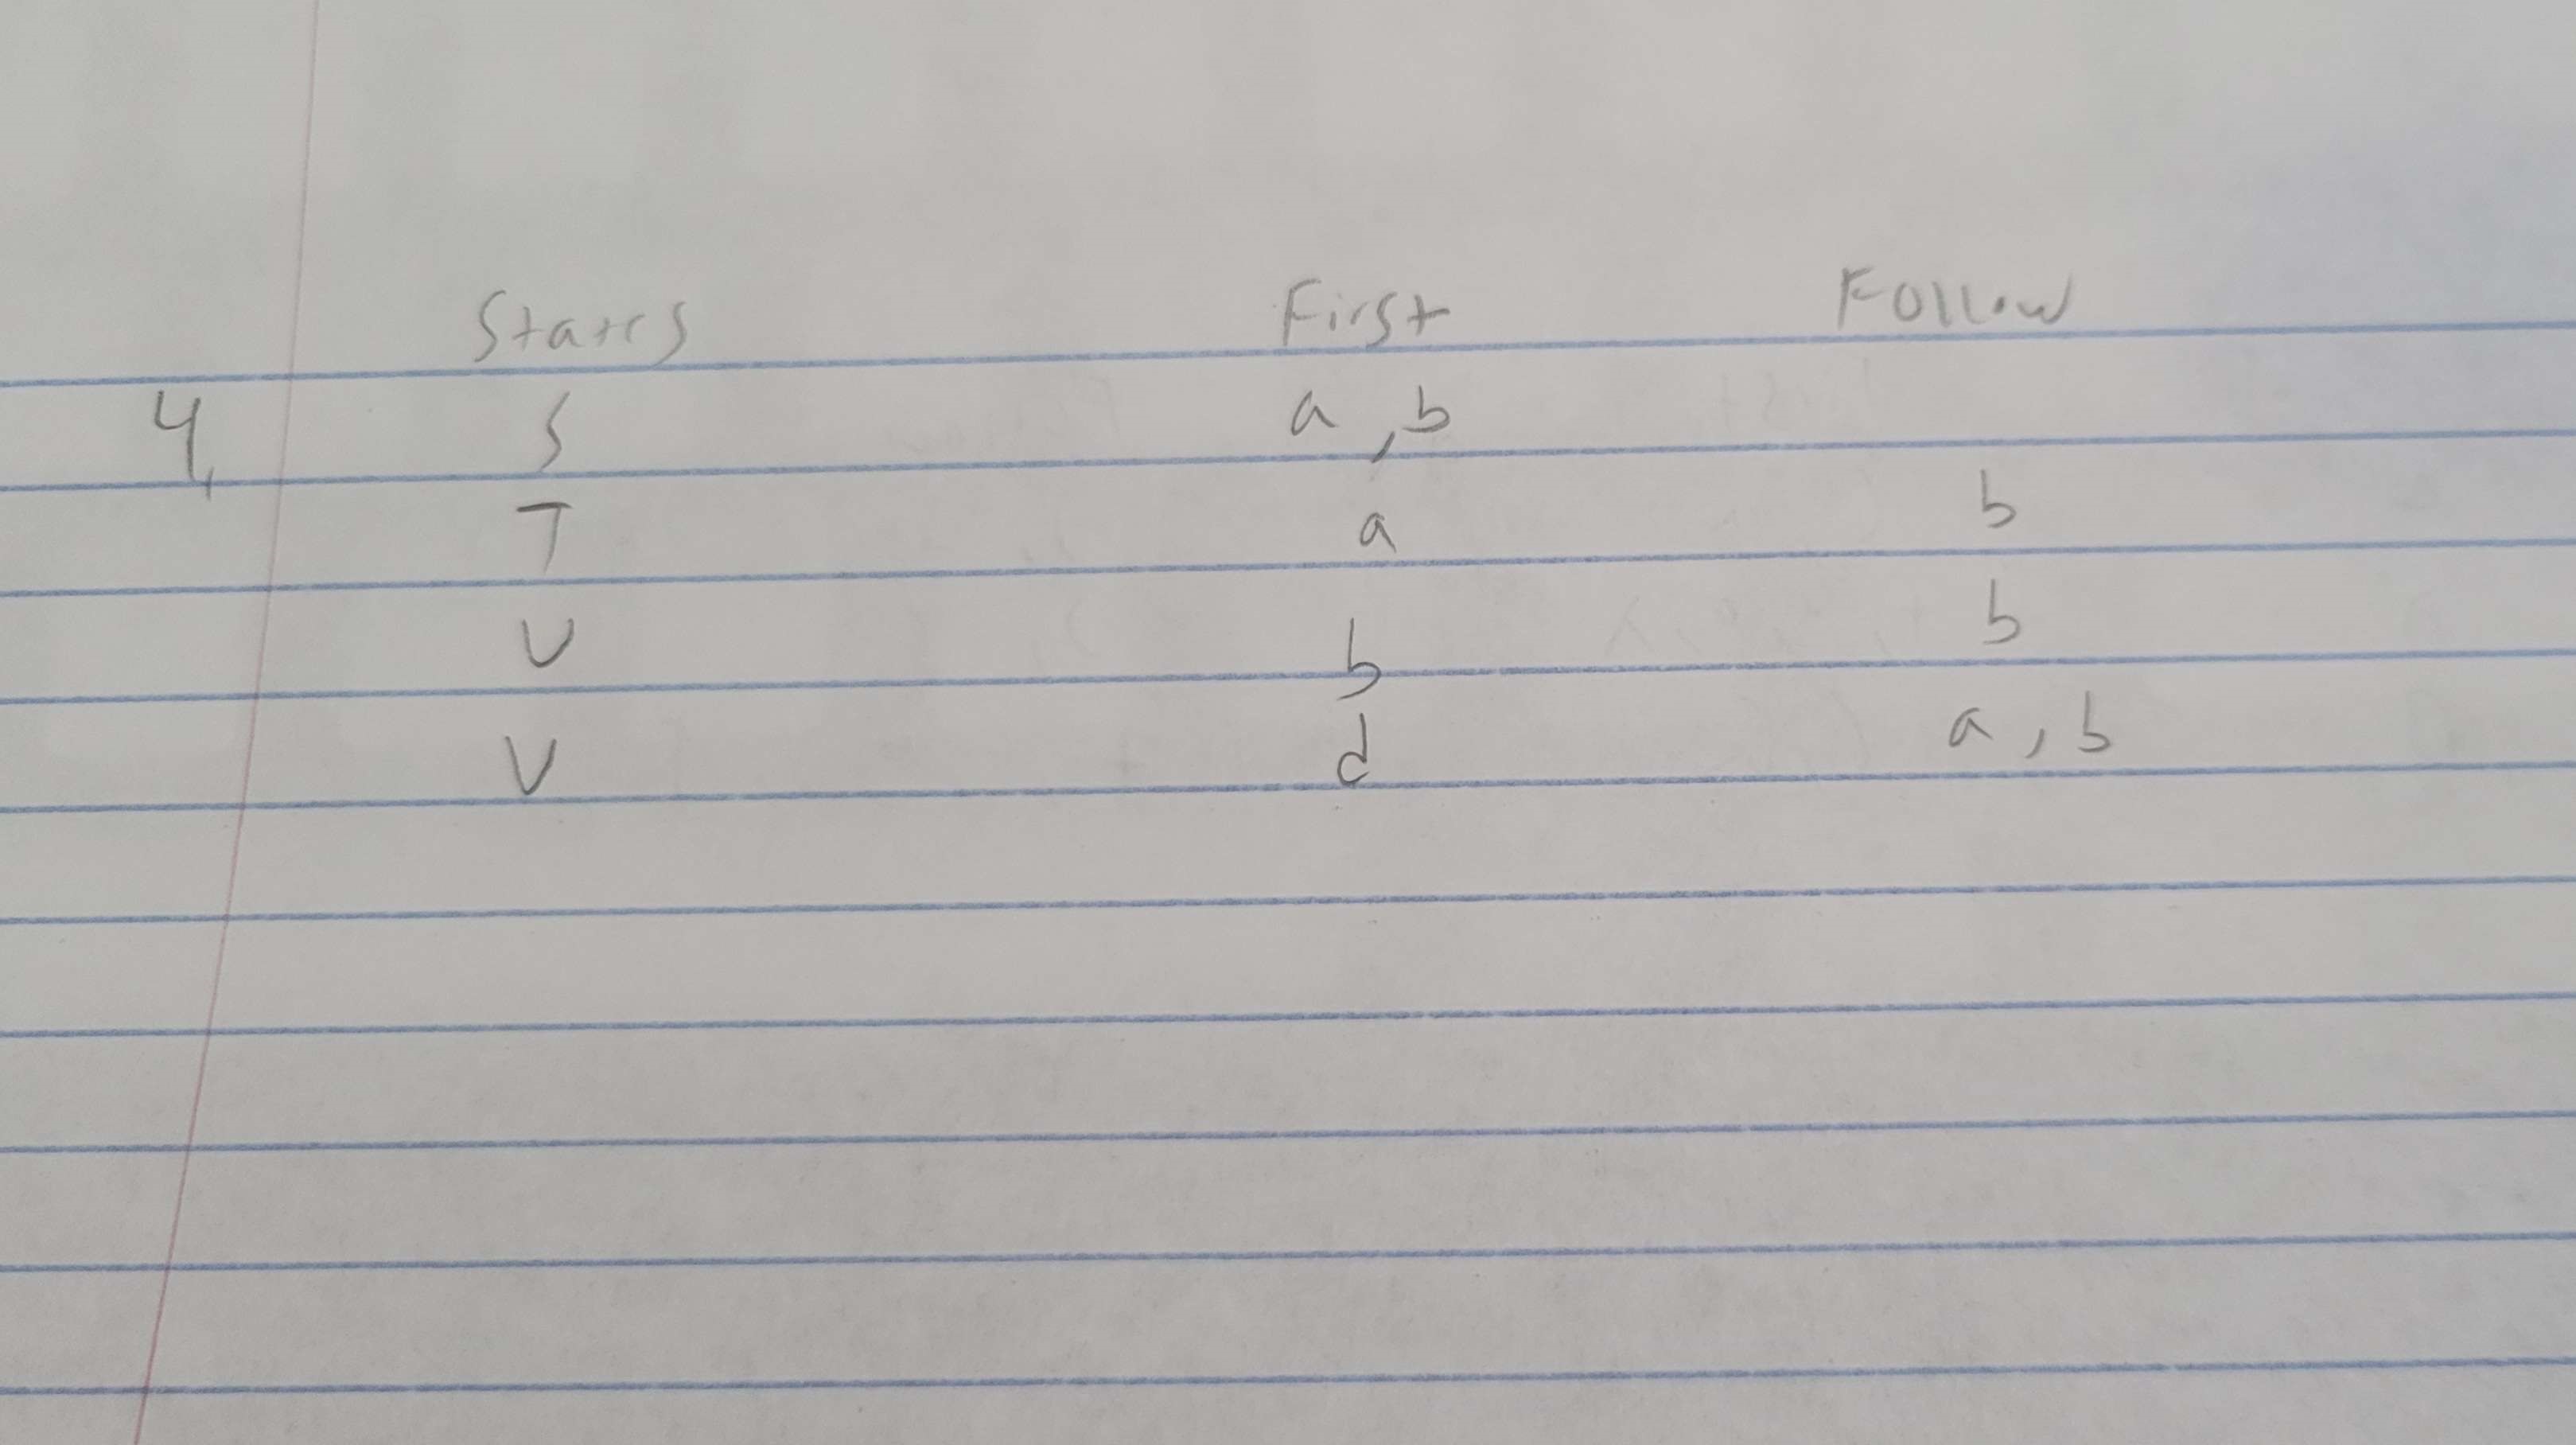 States First Follow
4. S a, b
T a b
U b b
V d a, b